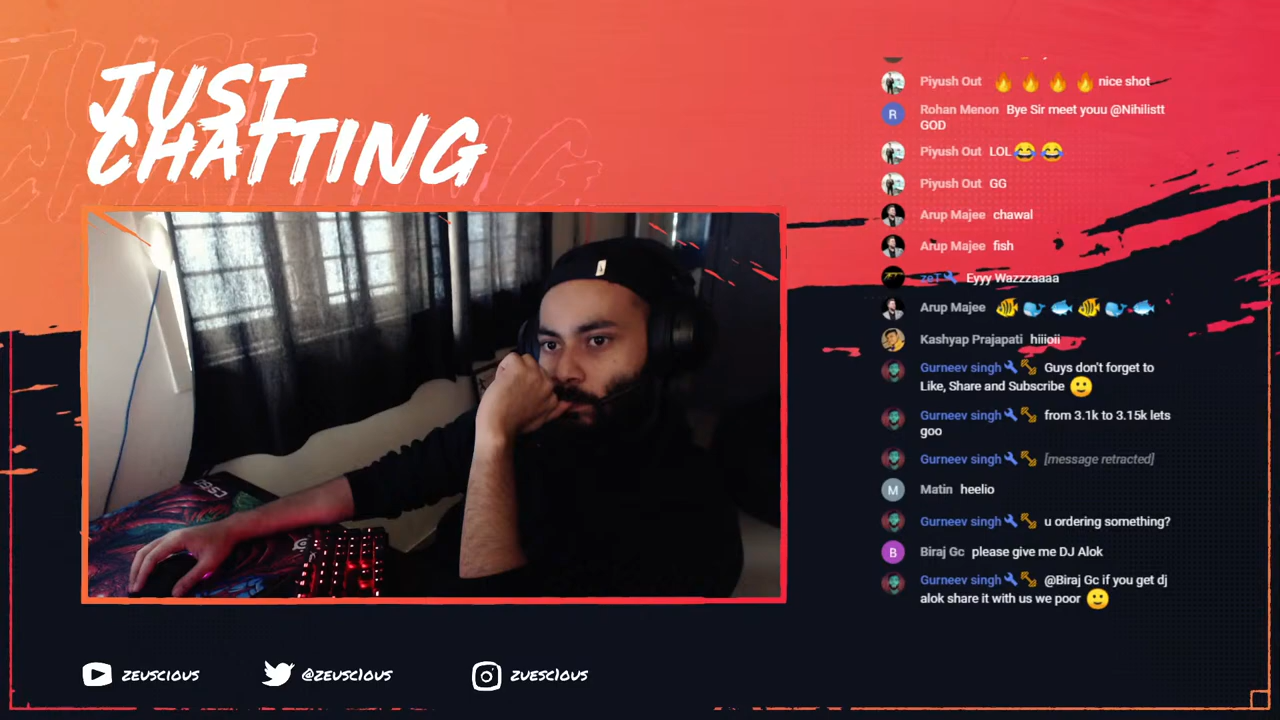 JUST
CHATTING
Piyush Out 🔥 🔥 🔥 🔥 nice shot
Rohan Menon Bye Sir meet youu @Nihilistt
GOD
Piyush Out LOL 😂 😂
Piyush Out GG
Arup Majee chawal
Arup Majee fish
zeT Eyyy Wazzzaaaa
Arup Majee 🐠 🐳 🐟 🐠 🐳 🐟
Kashyap Prajapati hiiioii
Gurneev singh Guys don't forget to
Like, Share and Subscribe 🙂
Gurneev singh from 3.1k to 3.15k lets
goo
Gurneev singh [message retracted]
Matin heelio
Gurneev singh u ordering something?
Biraj Gc please give me DJ Alok
Gurneev singh @Biraj Gc if you get dj
alok share it with us we poor 🙂
CSGO
R
M
B
ZEUSCIOUS
@ZEUSC1OUS
ZUESC1OUS